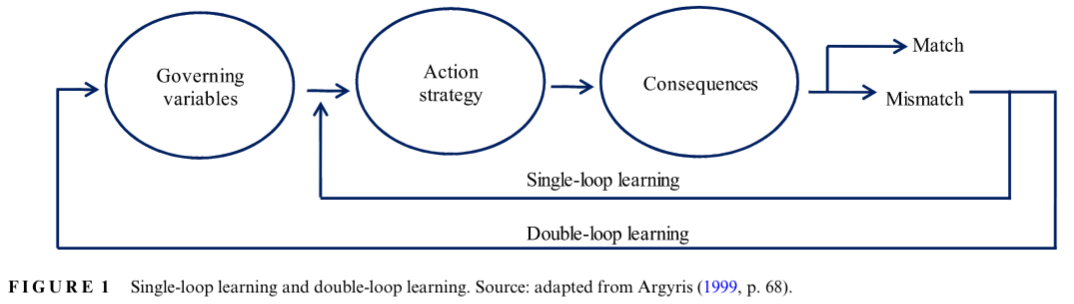 Governing
variables
Action
strategy
Consequences
Match
Mismatch
Single-loop learning
Double-loop learning
FIGURE 1 Single-loop learning and double-loop learning. Source: adapted from Argyris (1999, p. 68).